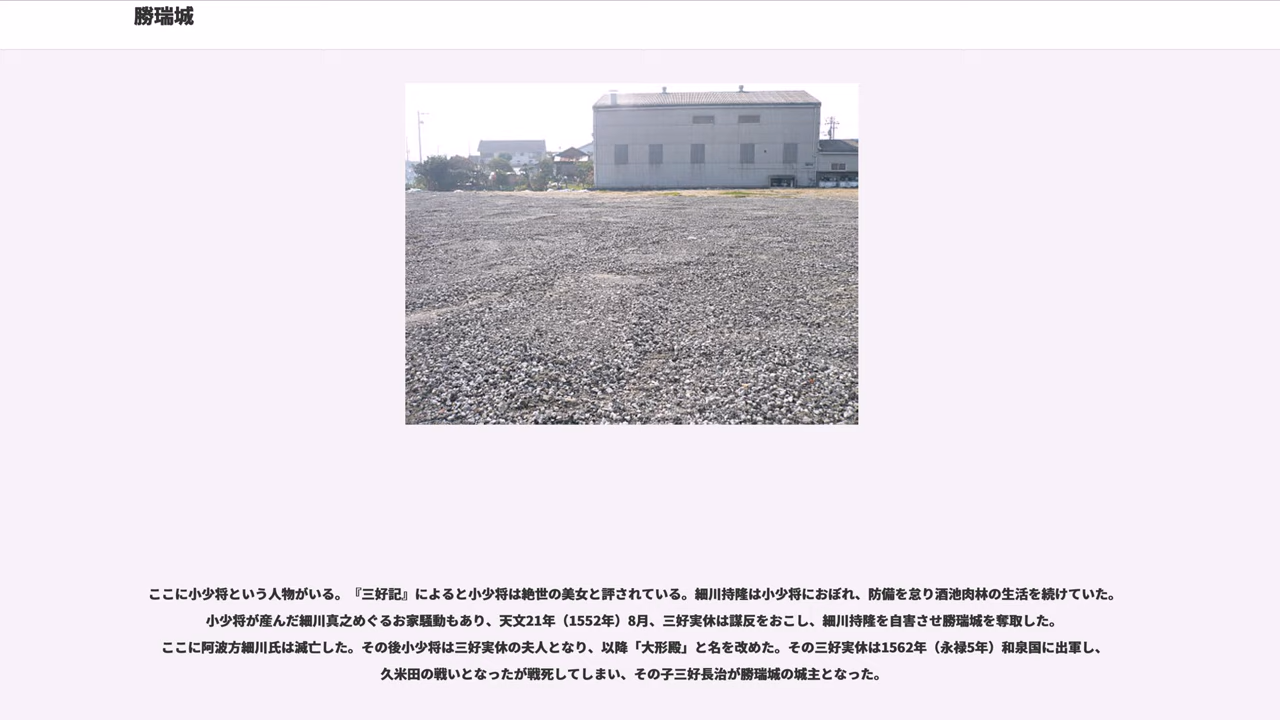 勝瑞城
ここに小少将という人物がいる。『三好記』によると小少将は絶世の美女と評されている。細川持隆は小少将におぼれ、防備を怠り酒池肉林の生活を続けていた。
小少将が産んだ細川真之めぐるお家騒動もあり、天文21年（1552年）8月、三好実休は謀反をおこし、細川持隆を自害させ勝瑞城を奪取した。
ここに阿波方細川氏は滅亡した。その後小少将は三好実休の夫人となり、以降「大形殿」と名を改めた。その三好実休は1562年（永禄5年）和泉国に出軍し、
久米田の戦いとなったが戦死してしまい、その子三好長治が勝瑞城の城主となった。